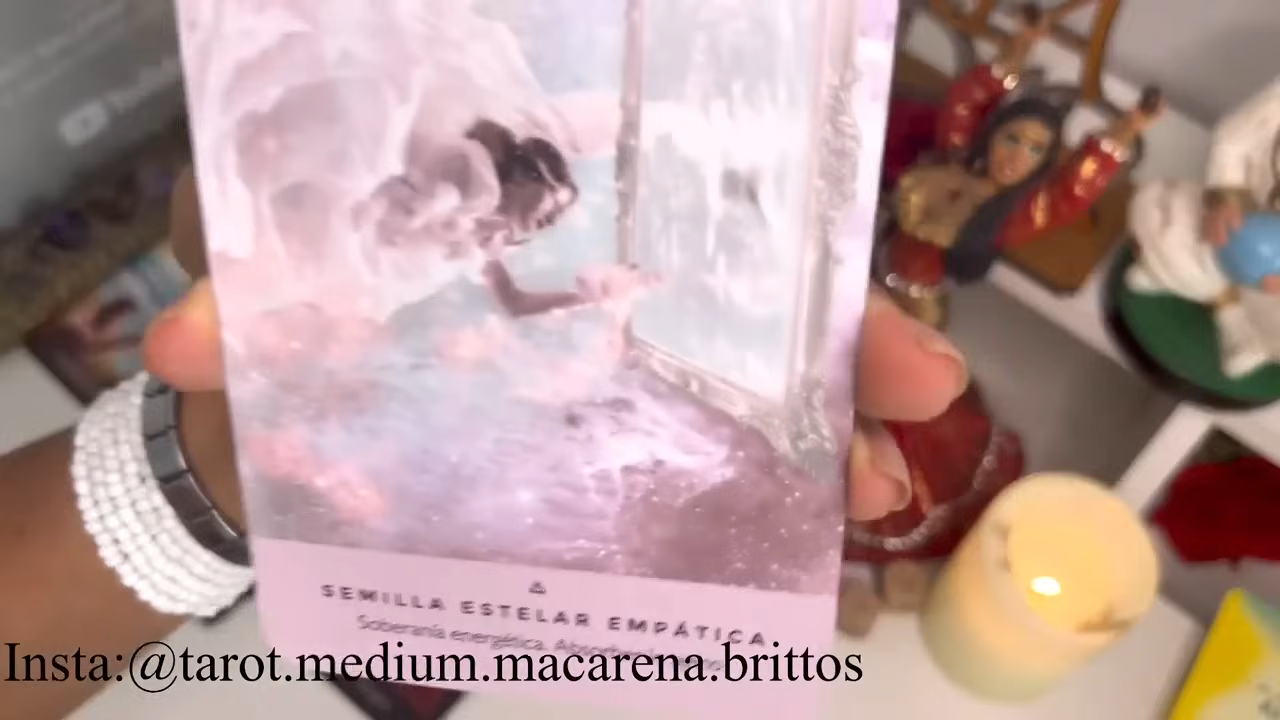 SEMILLA ESTELAR EMPÁTICA
Soberanía energética.
Insta:@tarot.medium.macarena.brittos